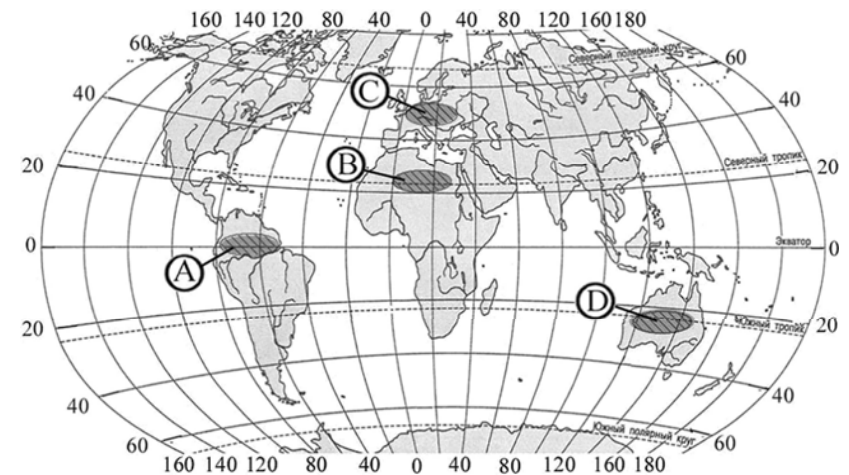 160 140 120 80 40 0 40 80 120 160 180
60 Северный полярный круг 60
40 C 40
20 B Северный тропик 20
0 A Экватор 0
20 D Южный тропик 20
40 40
60 Южный полярный круг 60
160 140 120 80 40 0 40 80 120 160 180